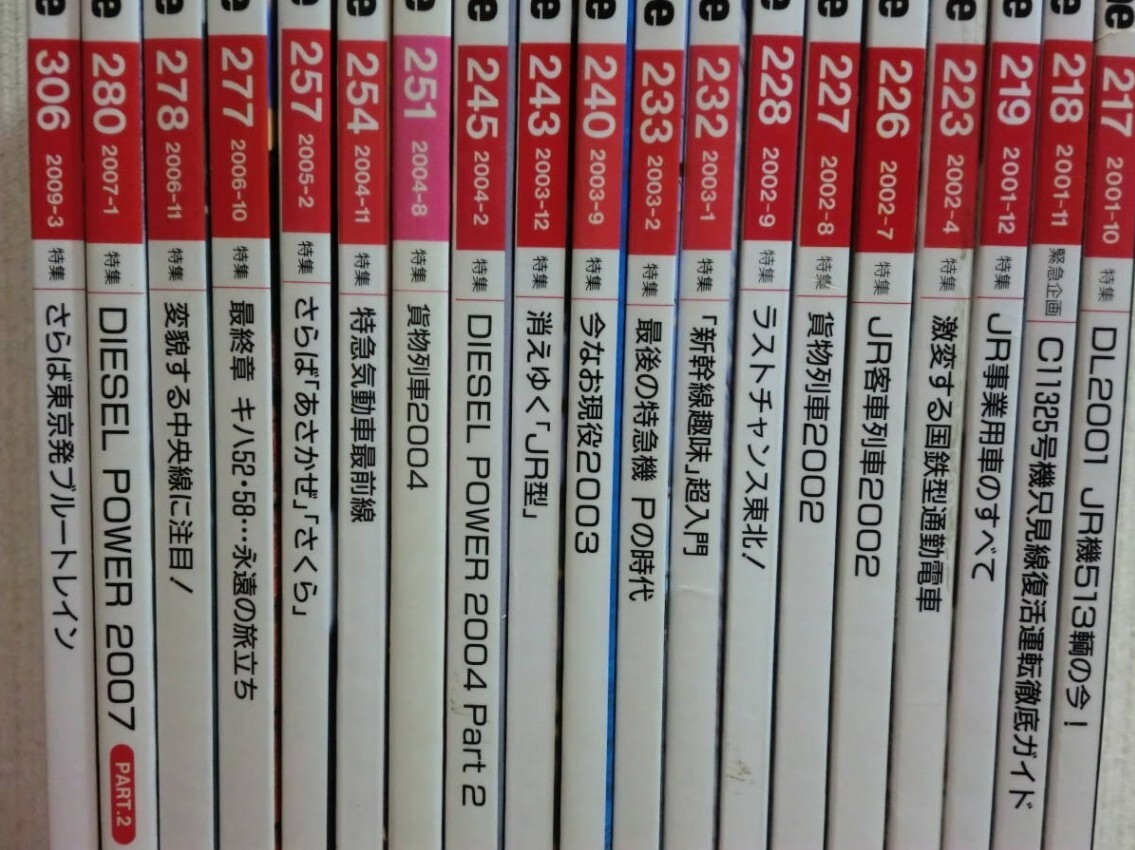 e 306 2009-3 特集 さらば東京発ブルートレイン
e 280 2007-1 特集 DIESEL POWER 2007 PART.2
e 278 2006-11 特集 変貌する中央線に注目!
e 277 2006-10 特集 最終章 キハ52・58…永遠の旅立ち
e 257 2005-2 特集 さらば「あさかぜ」「さくら」
e 254 2004-11 特集 特急気動車最前線
e 251 2004-8 特集 貨物列車2004
e 245 2004-2 特集 DIESEL POWER 2004 Part 2
e 243 2003-12 特集 消えゆく「JR型」
e 240 2003-9 特集 今なお現役2003
e 233 2003-2 特集 最後の特急機 Pの時代
e 232 2003-1 特集 「新幹線趣味」超入門
e 228 2002-9 特集 ラストチャンス東北!
e 227 2002-8 特集 貨物列車2002
e 226 2002-7 特集 JR客車列車2002
e 223 2002-4 特集 激変する国鉄型通勤電車
e 219 2001-12 特集 JR事業用車のすべて
e 218 2001-11 緊急企画 C11325号機只見線復活運転徹底ガイド
e 217 2001-10 特集 DL2001 JR機513輌の今!